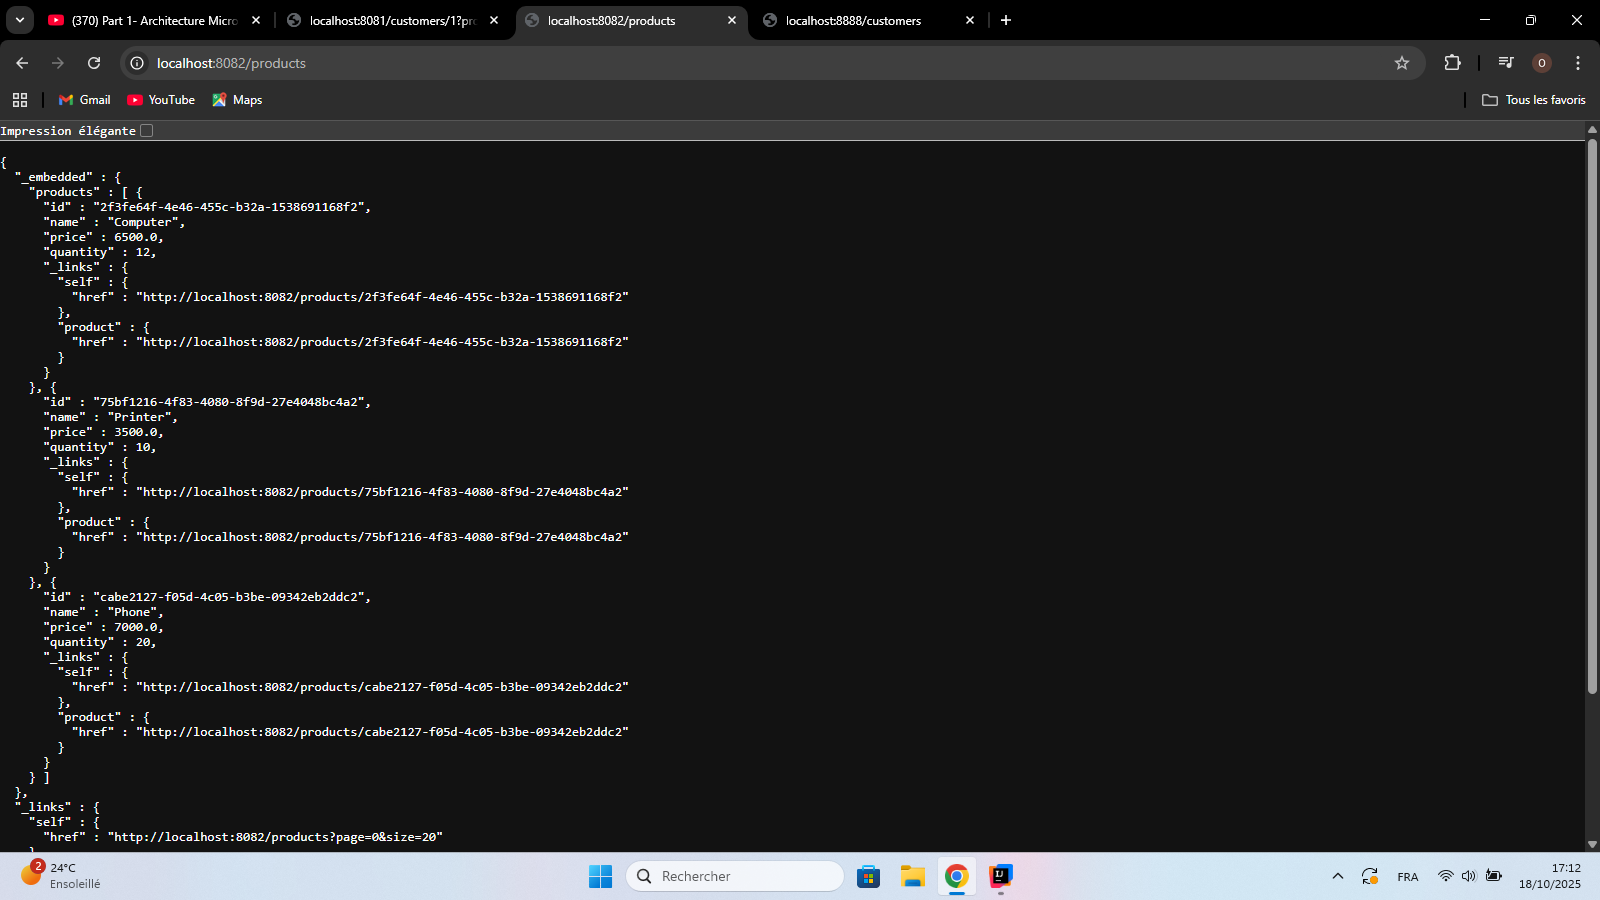 (370) Part 1- Architecture Micro
localhost:8081/customers/1?pr
localhost:8082/products
localhost:8888/customers
localhost:8082/products
O
Gmail
YouTube
Maps
Tous les favoris
Impression élégante
{
  "_embedded" : {
    "products" : [ {
      "id" : "2f3fe64f-4e46-455c-b32a-1538691168f2",
      "name" : "Computer",
      "price" : 6500.0,
      "quantity" : 12,
      "_links" : {
        "self" : {
          "href" : "http://localhost:8082/products/2f3fe64f-4e46-455c-b32a-1538691168f2"
        },
        "product" : {
          "href" : "http://localhost:8082/products/2f3fe64f-4e46-455c-b32a-1538691168f2"
        }
      }
    }, {
      "id" : "75bf1216-4f83-4080-8f9d-27e4048bc4a2",
      "name" : "Printer",
      "price" : 3500.0,
      "quantity" : 10,
      "_links" : {
        "self" : {
          "href" : "http://localhost:8082/products/75bf1216-4f83-4080-8f9d-27e4048bc4a2"
        },
        "product" : {
          "href" : "http://localhost:8082/products/75bf1216-4f83-4080-8f9d-27e4048bc4a2"
        }
      }
    }, {
      "id" : "cabe2127-f05d-4c05-b3be-09342eb2ddc2",
      "name" : "Phone",
      "price" : 7000.0,
      "quantity" : 20,
      "_links" : {
        "self" : {
          "href" : "http://localhost:8082/products/cabe2127-f05d-4c05-b3be-09342eb2ddc2"
        },
        "product" : {
          "href" : "http://localhost:8082/products/cabe2127-f05d-4c05-b3be-09342eb2ddc2"
        }
      }
    } ]
  },
  "_links" : {
    "self" : {
      "href" : "http://localhost:8082/products?page=0&size=20"
2
24°C
Ensoleillé
Rechercher
IJ
FRA
17:12
18/10/2025